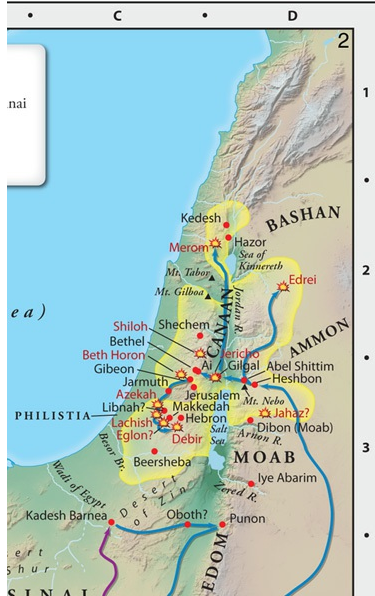 C
D
2
nai
1
Kedesh
BASHAN
Merom
Hazor
Sea of
Kinnereth
Mt. Tabor
2
Edrei
Mt. Gilboa
ea)
CANAAN
Jordan R.
Shiloh
Shechem
AMMON
Bethel
Beth Horon
Jericho
Ai
Gilgal
Abel Shittim
Gibeon
Heshbon
Jarmuth
Jerusalem
Azekah
Mt. Nebo
Libnah?
Makkedah
PHILISTIA
Jahaz?
Hebron
Lachish
Salt
Sea
Dibon (Moab)
Eglon?
Debir
Arnon R.
3
Besor Br.
Beersheba
MOAB
Wadi of Egypt
Desert
of Zin
Zered R.
Iye Abarim
Kadesh Barnea
Oboth?
Punon
EDOM
ert
Shur
SINAI